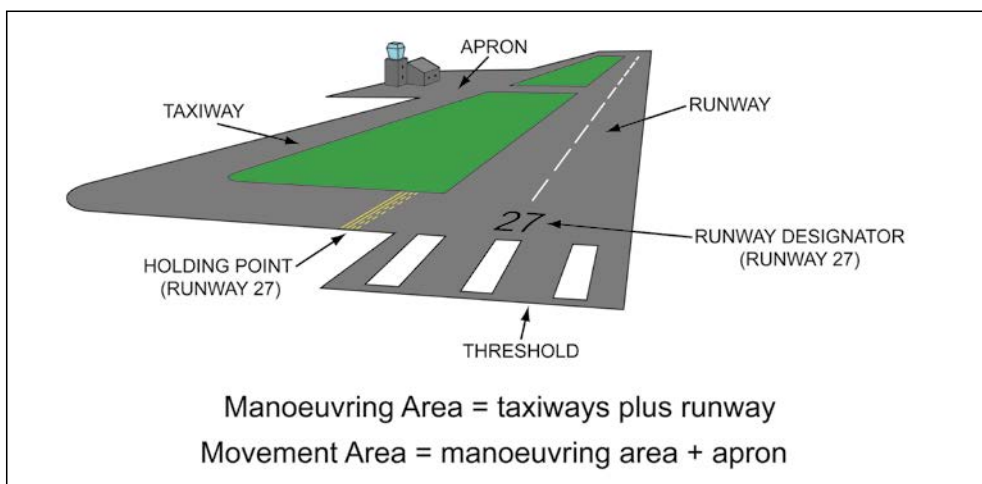 APRON
TAXIWAY
RUNWAY
27
RUNWAY DESIGNATOR
(RUNWAY 27)
HOLDING POINT
(RUNWAY 27)
THRESHOLD
Manoeuvring Area = taxiways plus runway
Movement Area = manoeuvring area + apron